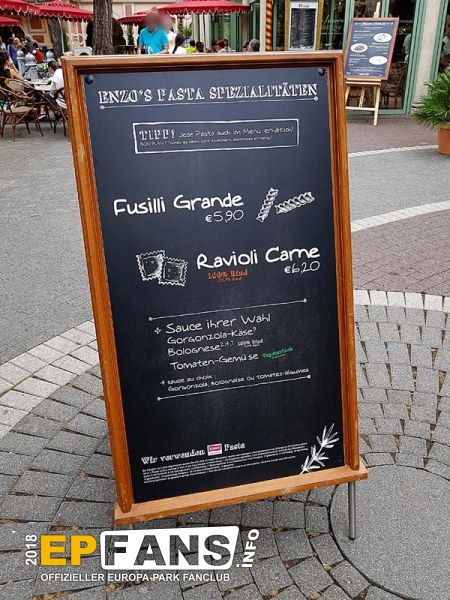 ENZO'S PASTA SPEZIALITÄTEN
TIPP! Jede Pasta auch im Menü erhältlich!
Fusilli Grande
€5,90
Ravioli Carne
100% Rind
€6,20
+ Sauce ihrer Wahl
Gorgonzola-Käse²
Bolognese 100% Rind
Tomaten-Gemüse Vegetarisch
+ sauce au choix :
Gorgonzola, bolognaise ou tomates-légumes
Wir verwenden Pasta
2018 EPFANS.INFO
OFFIZIELLER EUROPA-PARK FANCLUB